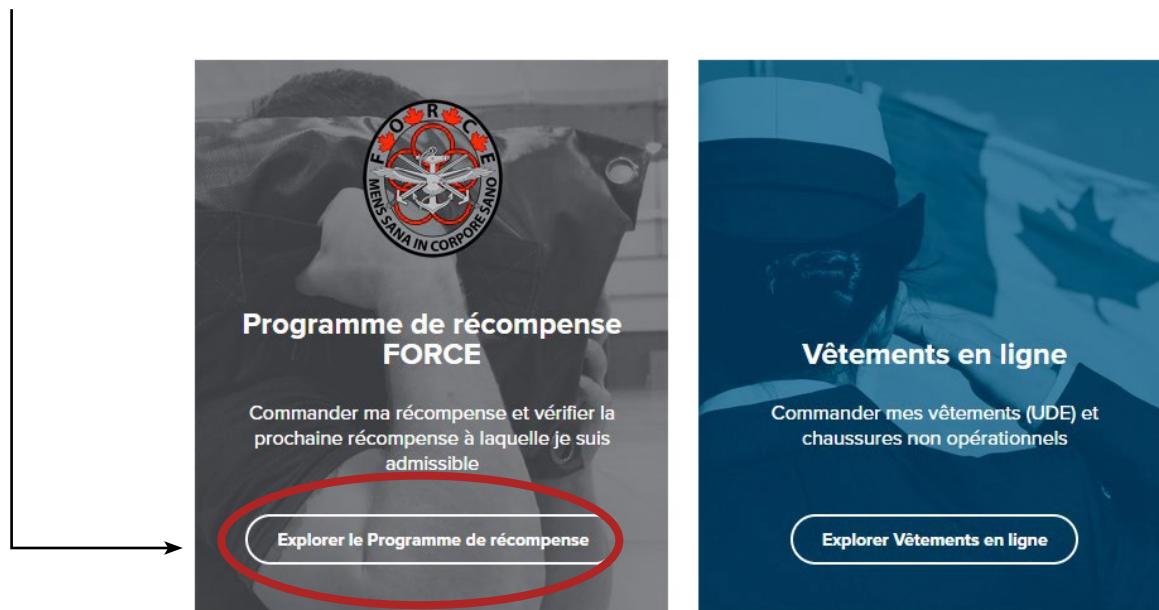 FORCE
MENS SANA IN CORPORE SANO
Programme de récompense
FORCE
Commander ma récompense et vérifier la
prochaine récompense à laquelle je suis
admissible
Explorer le Programme de récompense
Vêtements en ligne
Commander mes vêtements (UDE) et
chaussures non opérationnels
Explorer Vêtements en ligne